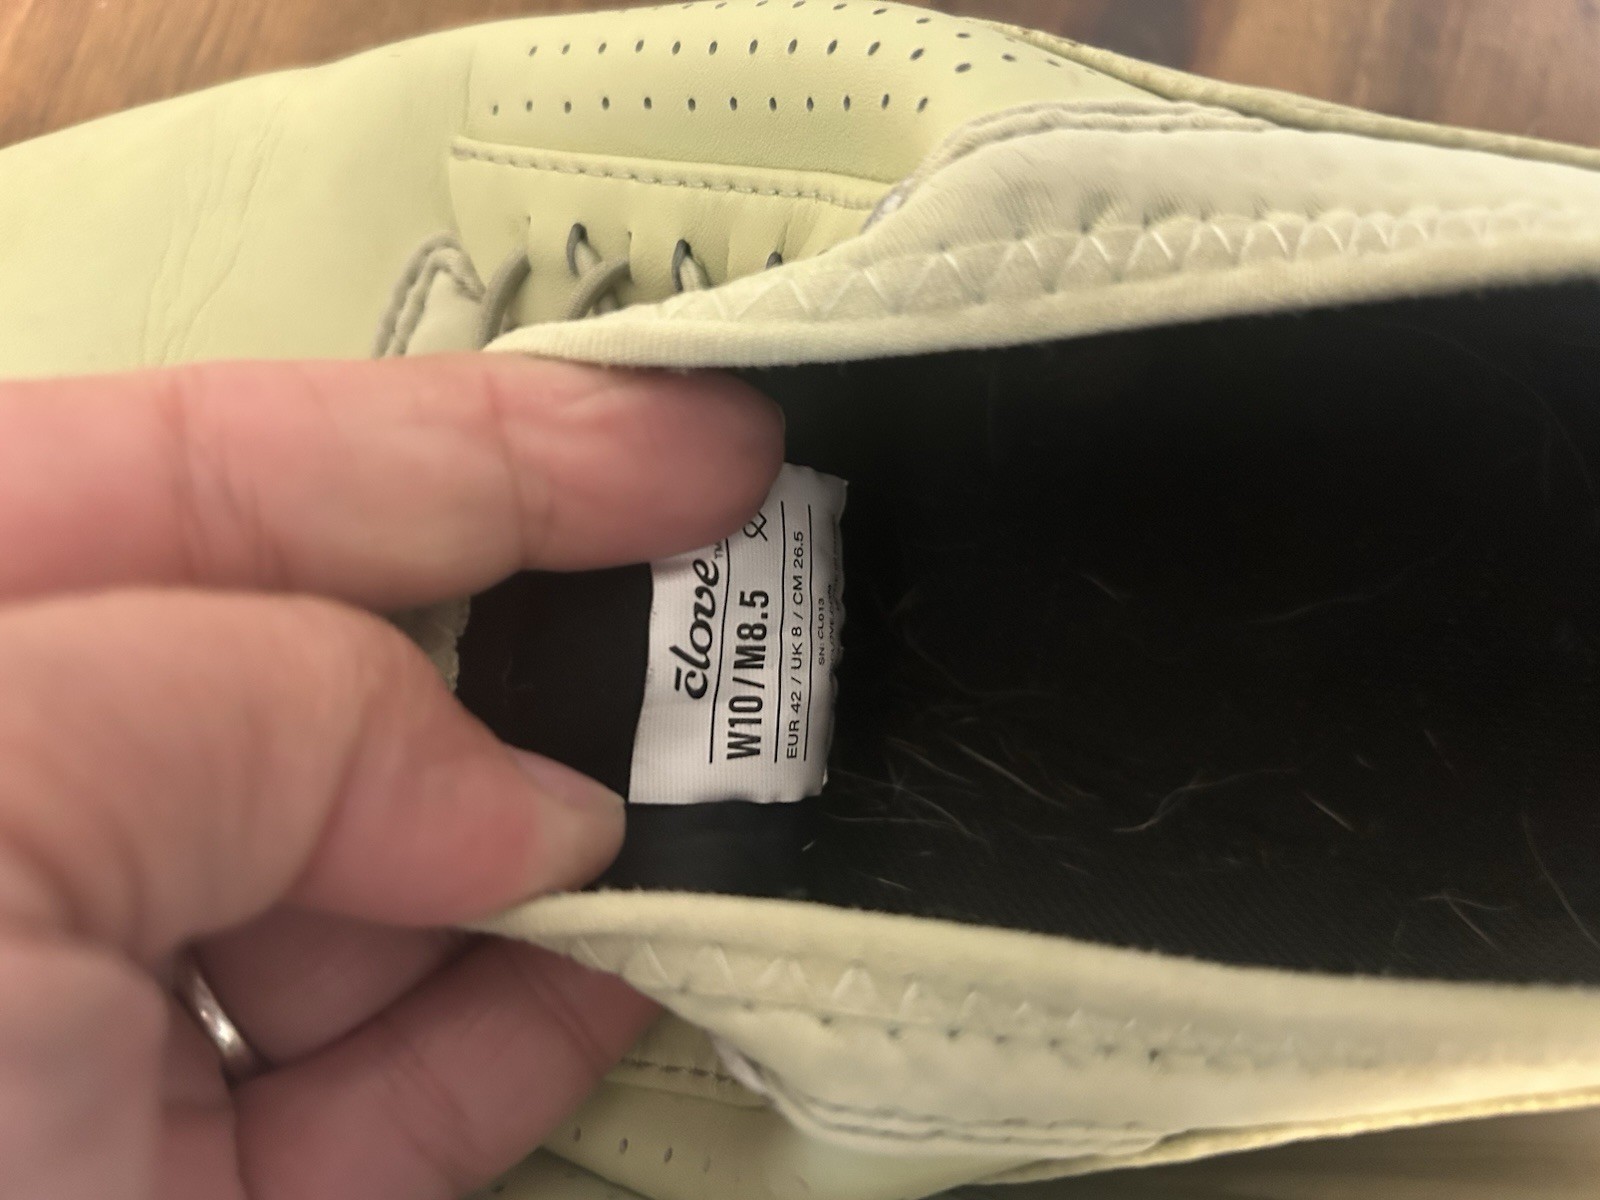 clove™
W10/M8.5
EUR 42 / UK 8 / CM 26.5
SN: CL013